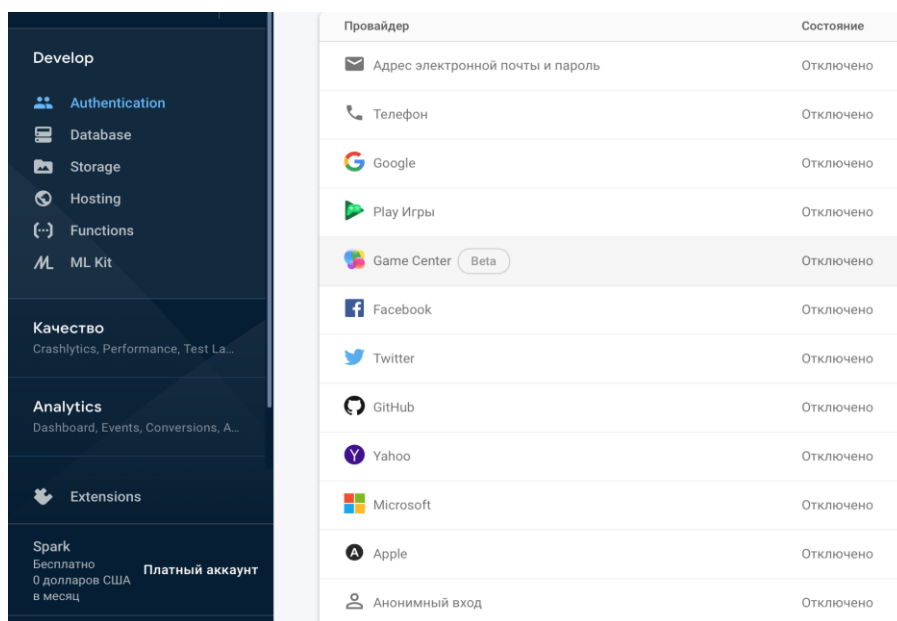 Develop
Authentication
Database
Storage
Hosting
Functions
ML Kit
Качество
Crashlytics, Performance, Test La...
Analytics
Dashboard, Events, Conversions, A...
Extensions
Spark
Бесплатно
0 долларов США
в месяц
Платный аккаунт
Провайдер Состояние
Адрес электронной почты и пароль Отключено
Телефон Отключено
Google Отключено
Play Игры Отключено
Game Center Beta Отключено
Facebook Отключено
Twitter Отключено
GitHub Отключено
Yahoo Отключено
Microsoft Отключено
Apple Отключено
Анонимный вход Отключено